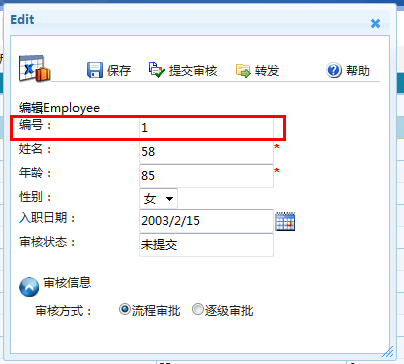 Edit
保存 提交审核 转发 帮助
编辑Employee
编号： 1
姓名： 58 *
年龄： 85 *
性别： 女
入职日期： 2003/2/15
审核状态： 未提交
审核信息
审核方式： 流程审批 逐级审批